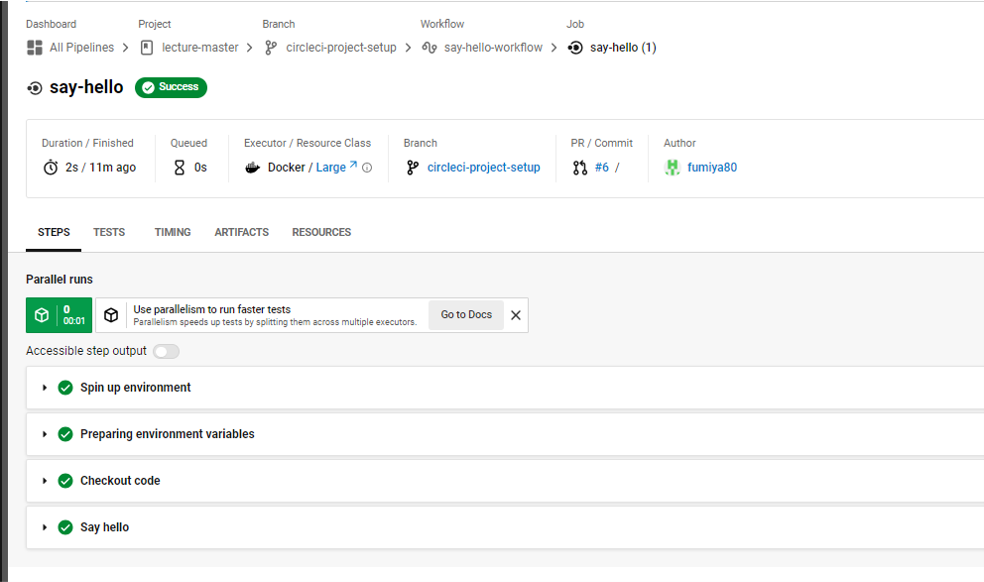 Dashboard Project Branch Workflow Job
All Pipelines lecture-master circleci-project-setup say-hello-workflow say-hello (1)
say-hello Success
Duration / Finished Queued Executor / Resource Class Branch PR / Commit Author
2s / 11m ago 0s Docker / Large circleci-project-setup #6 / fumiya80
STEPS TESTS TIMING ARTIFACTS RESOURCES
Parallel runs
0
00:01
Use parallelism to run faster tests
Parallelism speeds up tests by splitting them across multiple executors.
Go to Docs
Accessible step output
Spin up environment
Preparing environment variables
Checkout code
Say hello